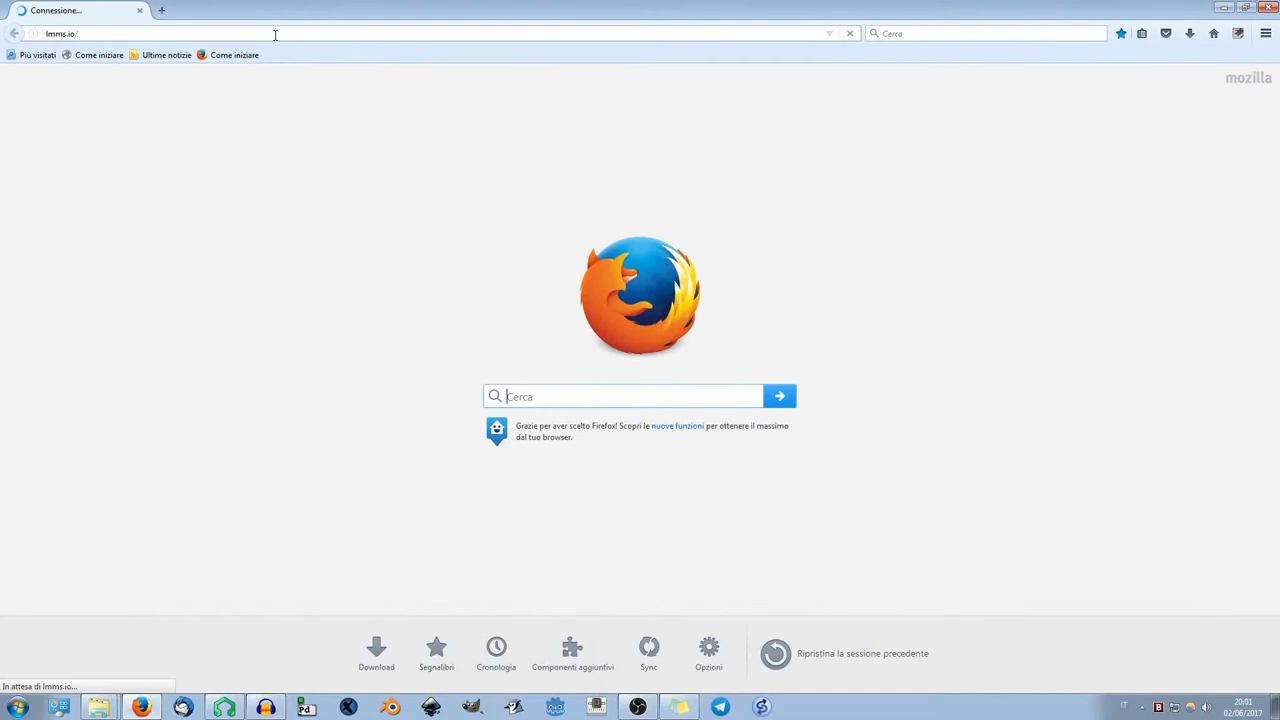 Connessione...
lmms.io/
Cerca
Più visitati
Come iniziare
Ultime notizie
Come iniziare
mozilla
Cerca
Grazie per aver scelto Firefox! Scopri le nuove funzioni per ottenere il massimo
dal tuo browser.
Download
Segnalibri
Cronologia
Componenti aggiuntivi
Sync
Opzioni
Ripristina la sessione precedente
In attesa di lmms.io...
Pd
IT
B
20:01
02/06/2017